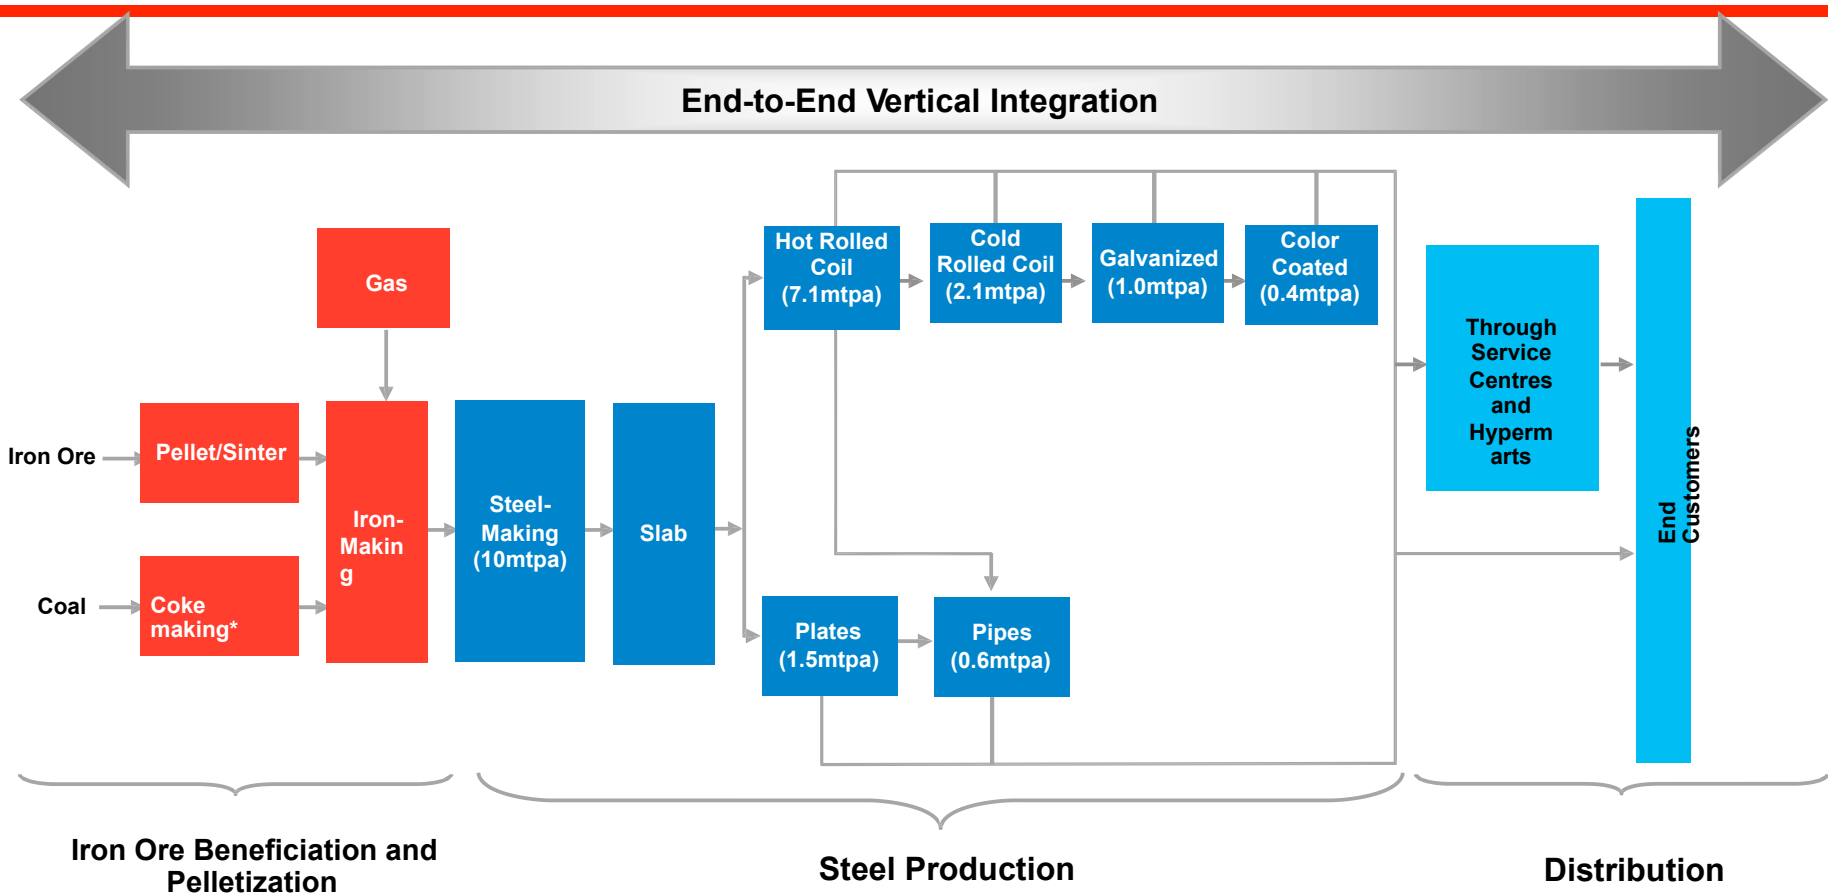 End-to-End Vertical Integration
Gas
Iron Ore
Pellet/Sinter
Coal
Coke
making*
Iron-
Makin
g
Steel-
Making
(10mtpa)
Slab
Hot Rolled
Coil
(7.1mtpa)
Cold
Rolled Coil
(2.1mtpa)
Galvanized
(1.0mtpa)
Color
Coated
(0.4mtpa)
Plates
(1.5mtpa)
Pipes
(0.6mtpa)
Through
Service
Centres
and
Hyperm
arts
End
Customers
Iron Ore Beneficiation and
Pelletization
Steel Production
Distribution